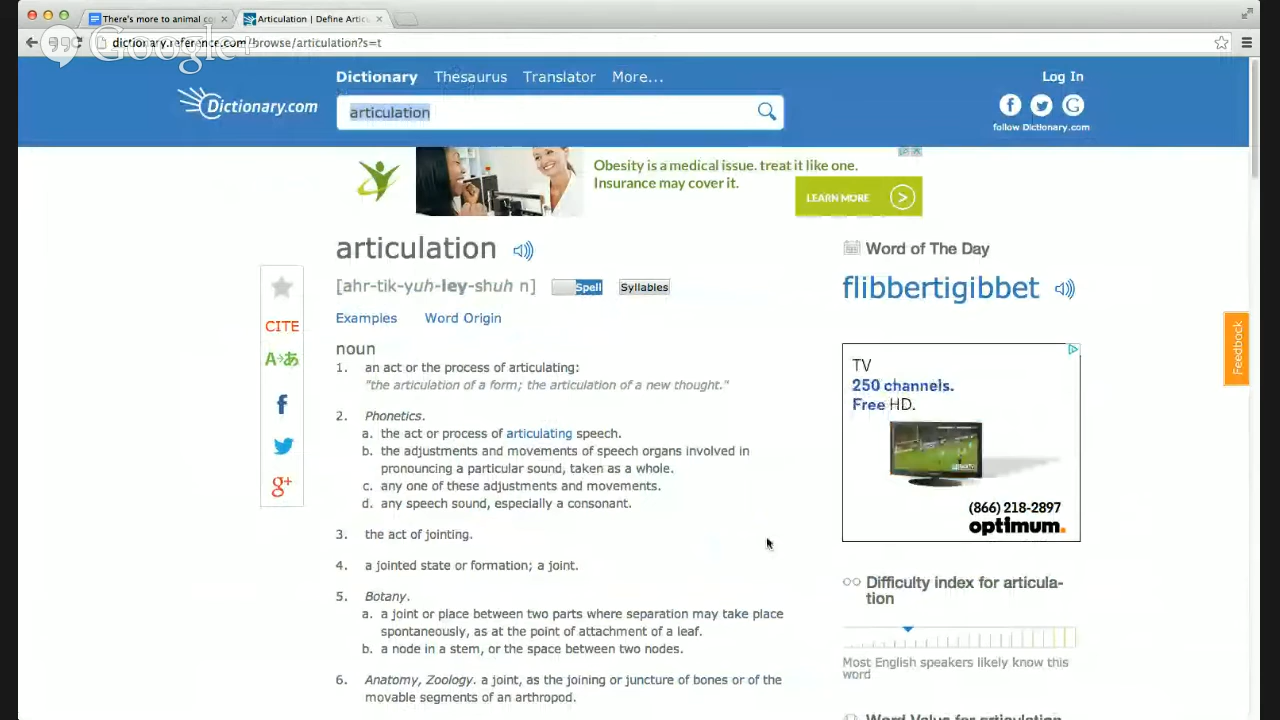 There's more to animal co
Articulation | Define Artic
dictionary.reference.com/browse/articulation?s=t
Google+
Dictionary
Thesaurus
Translator
More...
Log In
Dictionary.com
articulation
follow Dictionary.com
Obesity is a medical issue. treat it like one.
Insurance may cover it.
LEARN MORE
articulation
Word of The Day
[ahr-tik-yuh-ley-shuh n]
Spell
Syllables
flibbertigibbet
Examples
Word Origin
CITE
A→あ
Feedback
noun
1. an act or the process of articulating:
"the articulation of a form; the articulation of a new thought."
2. Phonetics.
a. the act or process of articulating speech.
b. the adjustments and movements of speech organs involved in
pronouncing a particular sound, taken as a whole.
c. any one of these adjustments and movements.
d. any speech sound, especially a consonant.
3. the act of jointing.
4. a jointed state or formation; a joint.
5. Botany.
a. a joint or place between two parts where separation may take place
spontaneously, as at the point of attachment of a leaf.
b. a node in a stem, or the space between two nodes.
6. Anatomy, Zoology. a joint, as the joining or juncture of bones or of the
movable segments of an arthropod.
TV
250 channels.
Free HD.
(866) 218-2897
optimum.
Difficulty index for articula-
tion
Most English speakers likely know this
word
Word Value for articulation